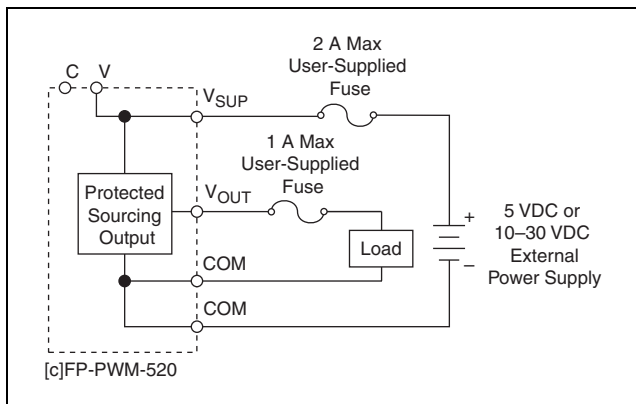 2 A Max
User-Supplied
Fuse
C V
VSUP
1 A Max
User-Supplied
Fuse
Protected
Sourcing
Output
VOUT
Load
+
5 VDC or
10–30 VDC
External
Power Supply
–
COM
COM
[c]FP-PWM-520